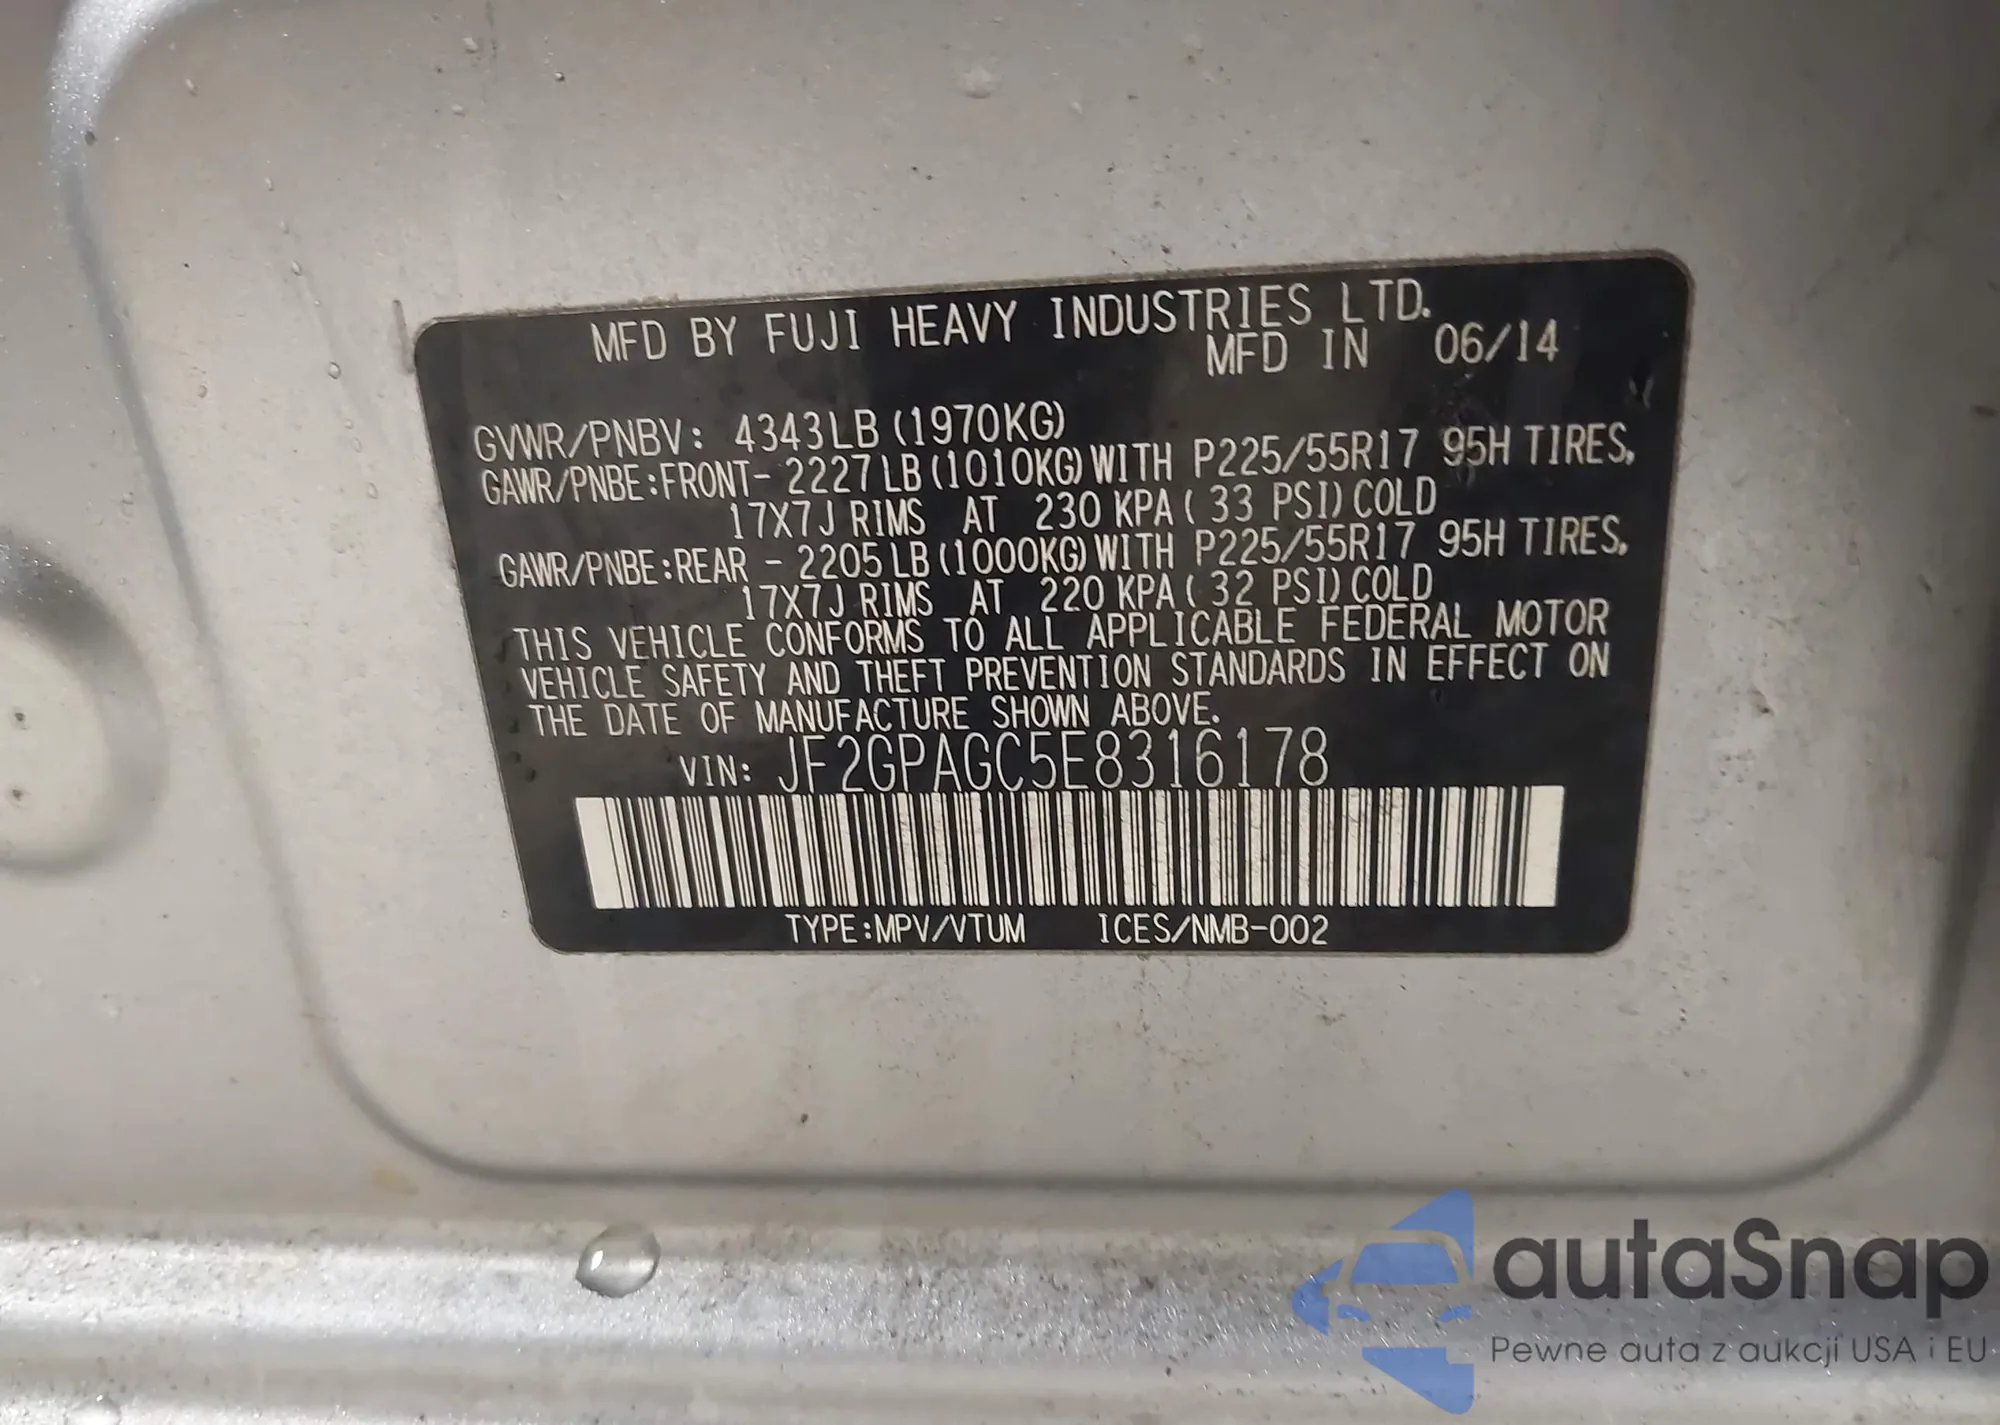 MFD BY FUJI HEAVY INDUSTRIES LTD.
MFD IN 06/14
GVWR/PNBV: 4343LB (1970KG)
GAWR/PNBE:FRONT- 2227LB (1010KG) WITH P225/55R17 95H TIRES,
17X7J RIMS AT 230 KPA ( 33 PSI) COLD
GAWR/PNBE:REAR - 2205LB (1000KG) WITH P225/55R17 95H TIRES,
17X7J RIMS AT 220 KPA ( 32 PSI) COLD
THIS VEHICLE CONFORMS TO ALL APPLICABLE FEDERAL MOTOR
VEHICLE SAFETY AND THEFT PREVENTION STANDARDS IN EFFECT ON
THE DATE OF MANUFACTURE SHOWN ABOVE.
VIN: JF2GPAGC5E8316178
TYPE:MPV/VTUM ICES/NMB-002
autaSnap
Pewne auta z aukcji USA i EU